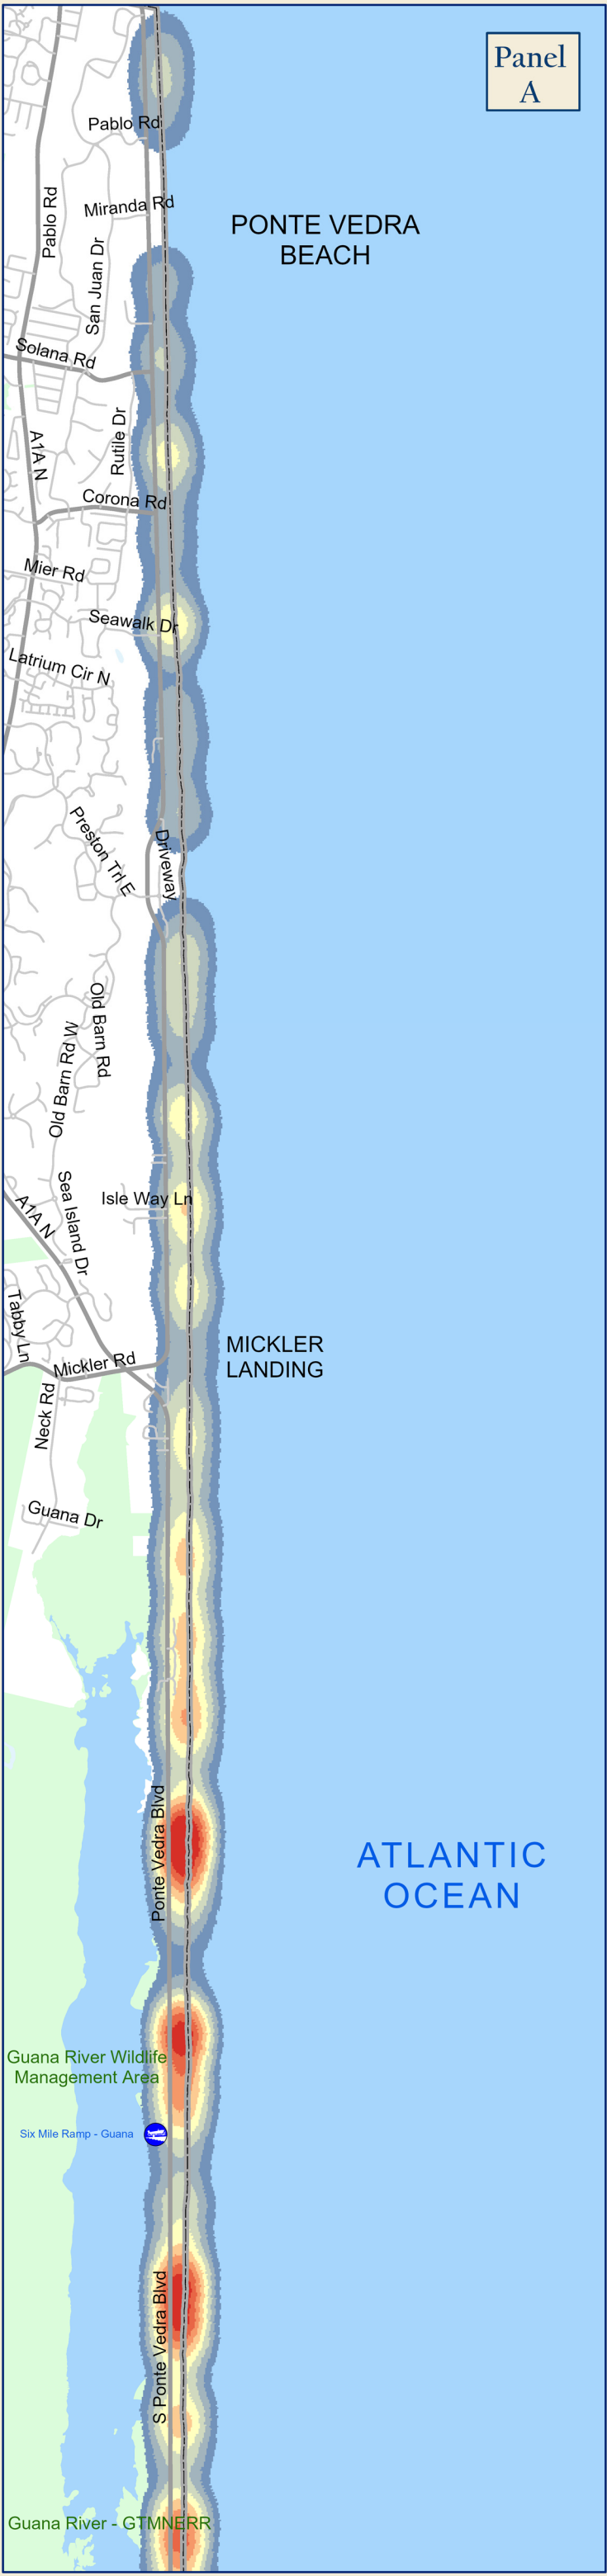 Panel
A
Pablo Rd
Pablo Rd
Miranda Rd
PONTE VEDRA
BEACH
San Juan Dr
Solana Rd
A1A N
Rutile Dr
Corona Rd
Mier Rd
Seawalk Dr
Latrium Cir N
Preston Trl E
Driveway
Old Barn Rd
Old Barn Rd W
Isle Way Ln
Sea Island Dr
A1A N
Tabby Ln
MICKLER
LANDING
Mickler Rd
Neck Rd
Guana Dr
Ponte Vedra Blvd
ATLANTIC
OCEAN
Guana River Wildlife
Management Area
Six Mile Ramp - Guana
S Ponte Vedra Blvd
Guana River - GTMNERR